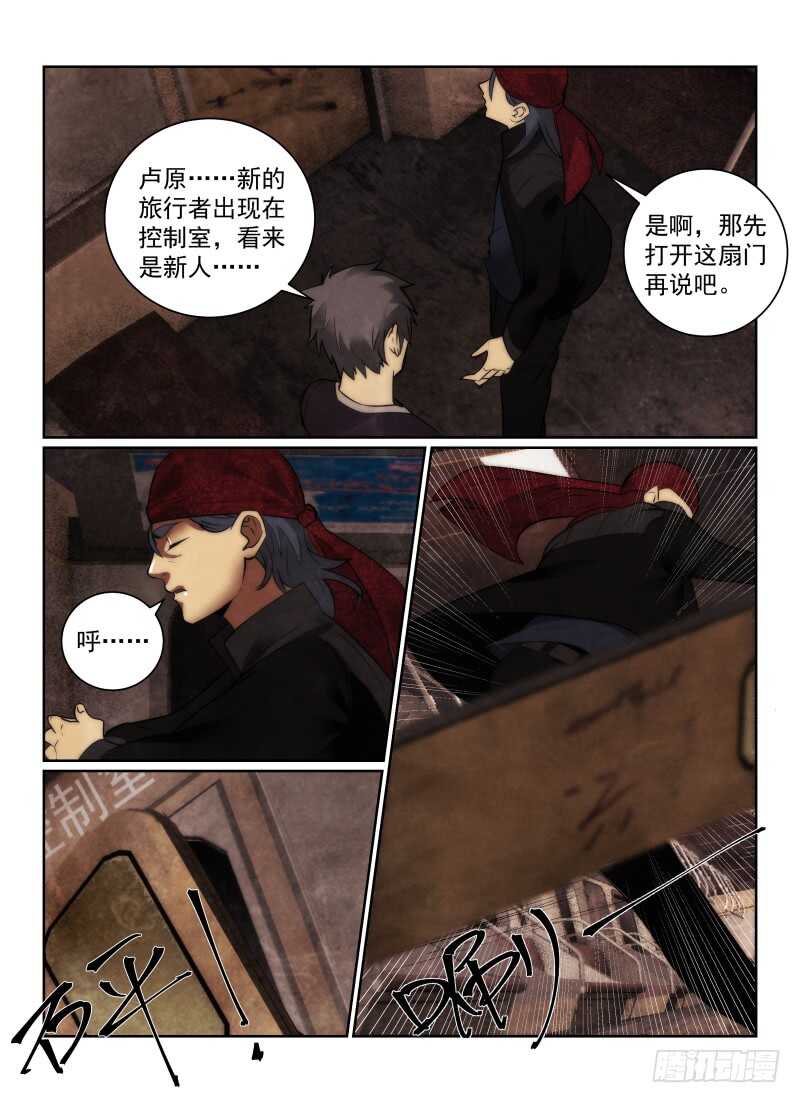 卢原……新的
旅行者出现在
控制室，看来
是新人……
是啊，那先
打开这扇门
再说吧。
呼……
控制室
砰！
唰
腾讯动漫